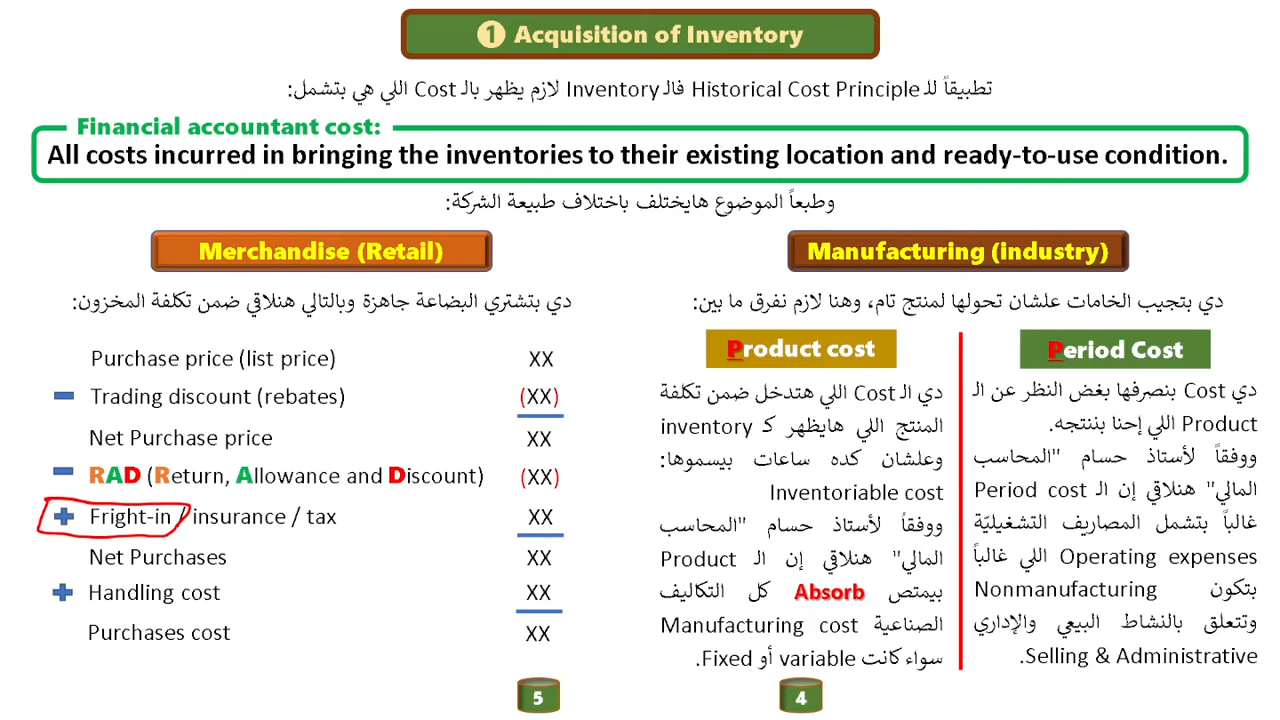 ❶ Acquisition of Inventory
تطبيقاً للـ Historical Cost Principle فالـ Inventory لازم يظهر بالـ Cost اللي هي بتشمل:
Financial accountant cost:
All costs incurred in bringing the inventories to their existing location and ready-to-use condition.
وطبعاً الموضوع هايختلف باختلاف طبيعة الشركة:
Merchandise (Retail)
دي بتشتري البضاعة جاهزة وبالتالي هنلاقي ضمن تكلفة المخزون:
Purchase price (list price) XX
− Trading discount (rebates) (XX)
Net Purchase price XX
− RAD (Return, Allowance and Discount) (XX)
+ Fright-in / insurance / tax XX
Net Purchases XX
+ Handling cost XX
Purchases cost XX
5
Manufacturing (industry)
دي بتجيب الخامات علشان تحولها لمنتج تام، وهنا لازم نفرق ما بين:
Product cost
دي الـ Cost اللي هتدخل ضمن تكلفة
المنتج اللي هايظهر كـ inventory
وعلشان كده ساعات بيسموها:
Inventoriable cost
ووفقاً لأستاذ حسام "المحاسب
المالي" هنلاقي إن الـ Product
بيمتص Absorb كل التكاليف
الصناعية Manufacturing cost
سواء كانت variable أو Fixed.
4
Period Cost
دي Cost بنصرفها بغض النظر عن الـ
Product اللي إحنا بننتجه.
ووفقاً لأستاذ حسام "المحاسب
المالي" هنلاقي إن الـ Period cost
غالباً بتشمل المصاريف التشغيليّة
Operating expenses اللي غالباً
بتكون Nonmanufacturing
وتتعلق بالنشاط البيعي والإداري
Selling & Administrative.